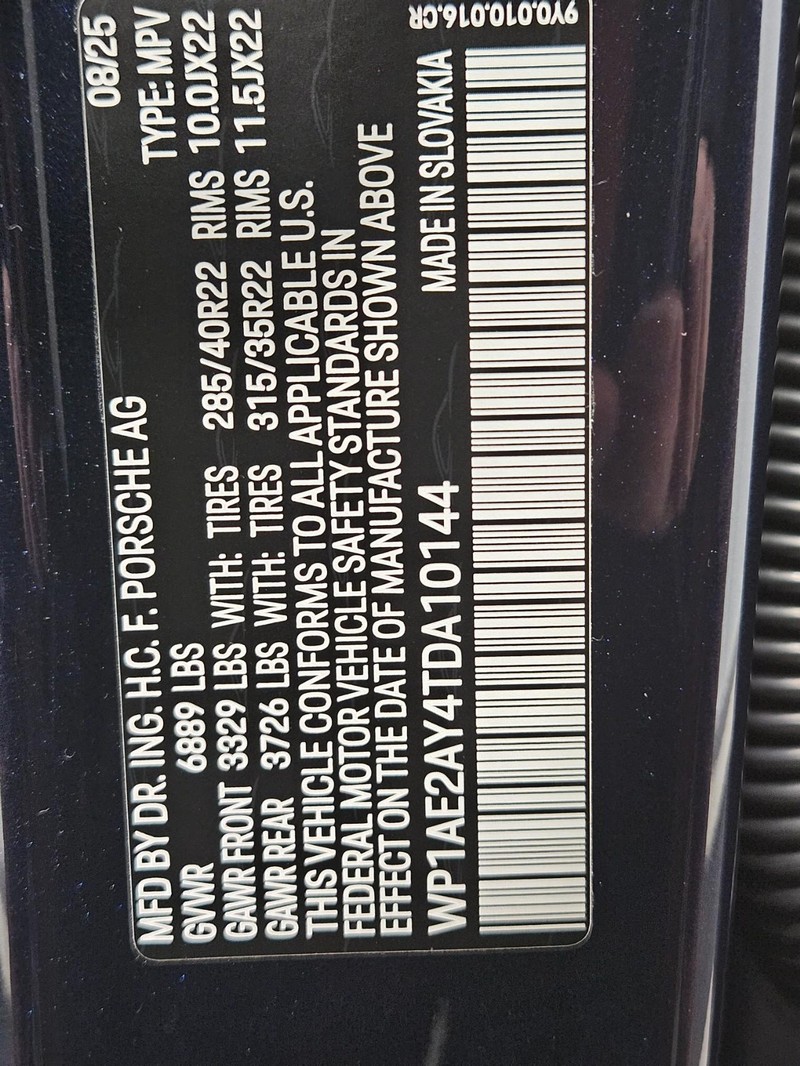 MFD BY DR. ING. H.C. F. PORSCHE AG 08/25
GVWR 6889 LBS TYPE: MPV
GAWR FRONT 3329 LBS WITH: TIRES 285/40R22 RIMS 10.0JX22
GAWR REAR 3726 LBS WITH: TIRES 315/35R22 RIMS 11.5JX22
THIS VEHICLE CONFORMS TO ALL APPLICABLE U.S.
FEDERAL MOTOR VEHICLE SAFETY STANDARDS IN
EFFECT ON THE DATE OF MANUFACTURE SHOWN ABOVE
WP1AE2AY4TDA10144 MADE IN SLOVAKIA
9Y0.010.016.CR